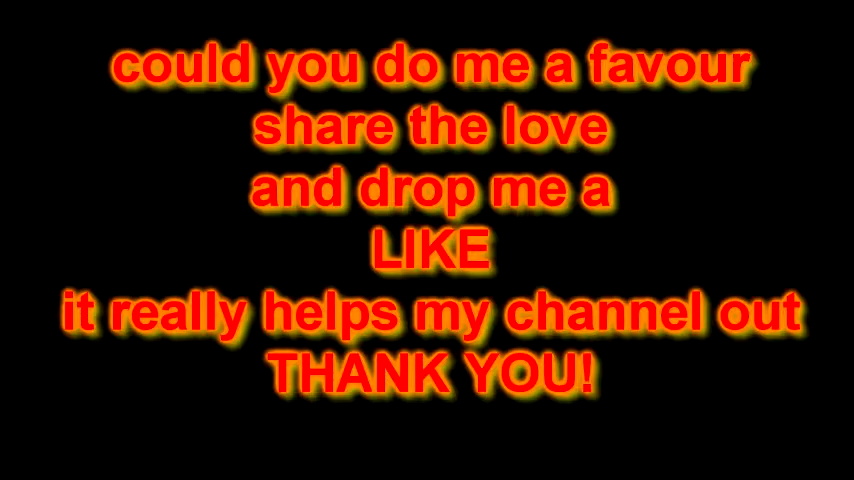 could you do me a favour
share the love
and drop me a
LIKE
it really helps my channel out
THANK YOU!